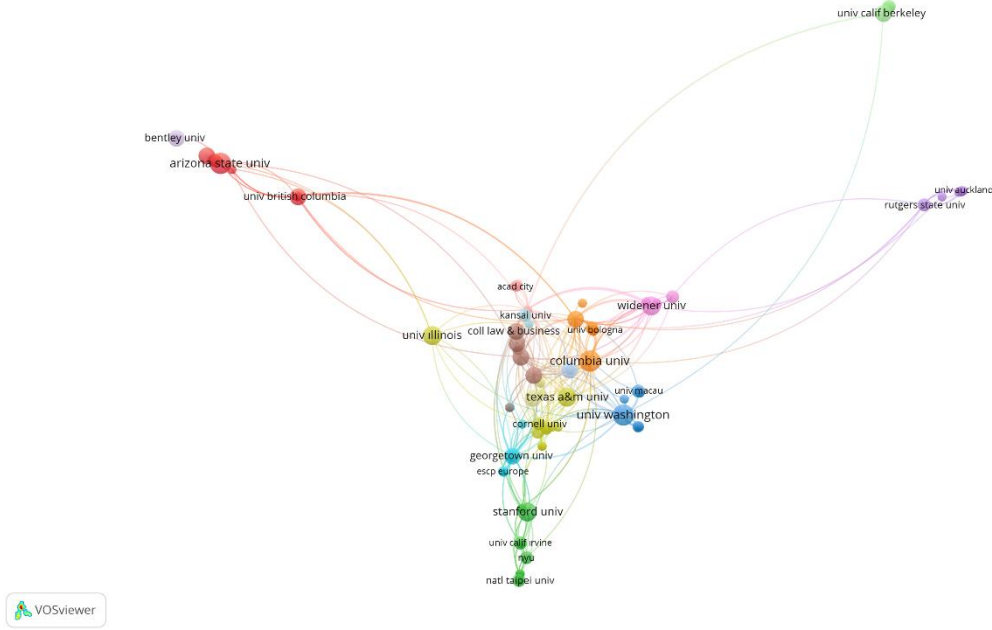 univ calif berkeley
bentley univ
arizona state univ
univ british columbia
univ auckland
rutgers state univ
acad city
widener univ
kansai univ
coll law & business
univ bologna
univ illinois
columbia univ
univ macau
texas a&m univ
univ washington
cornell univ
georgetown univ
escp europe
stanford univ
univ calif irvine
nyu
natl taipei univ
VOSviewer